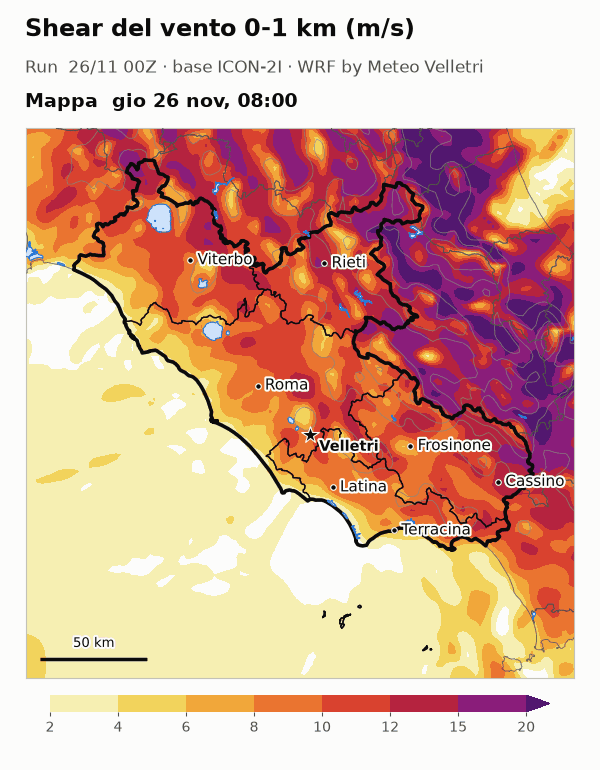 Shear del vento 0-1 km (m/s)
Run  26/11 00Z · base ICON-2I · WRF by Meteo Velletri
Mappa  gio 26 nov, 08:00
Viterbo
Rieti
Roma
Velletri
Frosinone
Latina
Cassino
Terracina
50 km
2 4 6 8 10 12 15 20